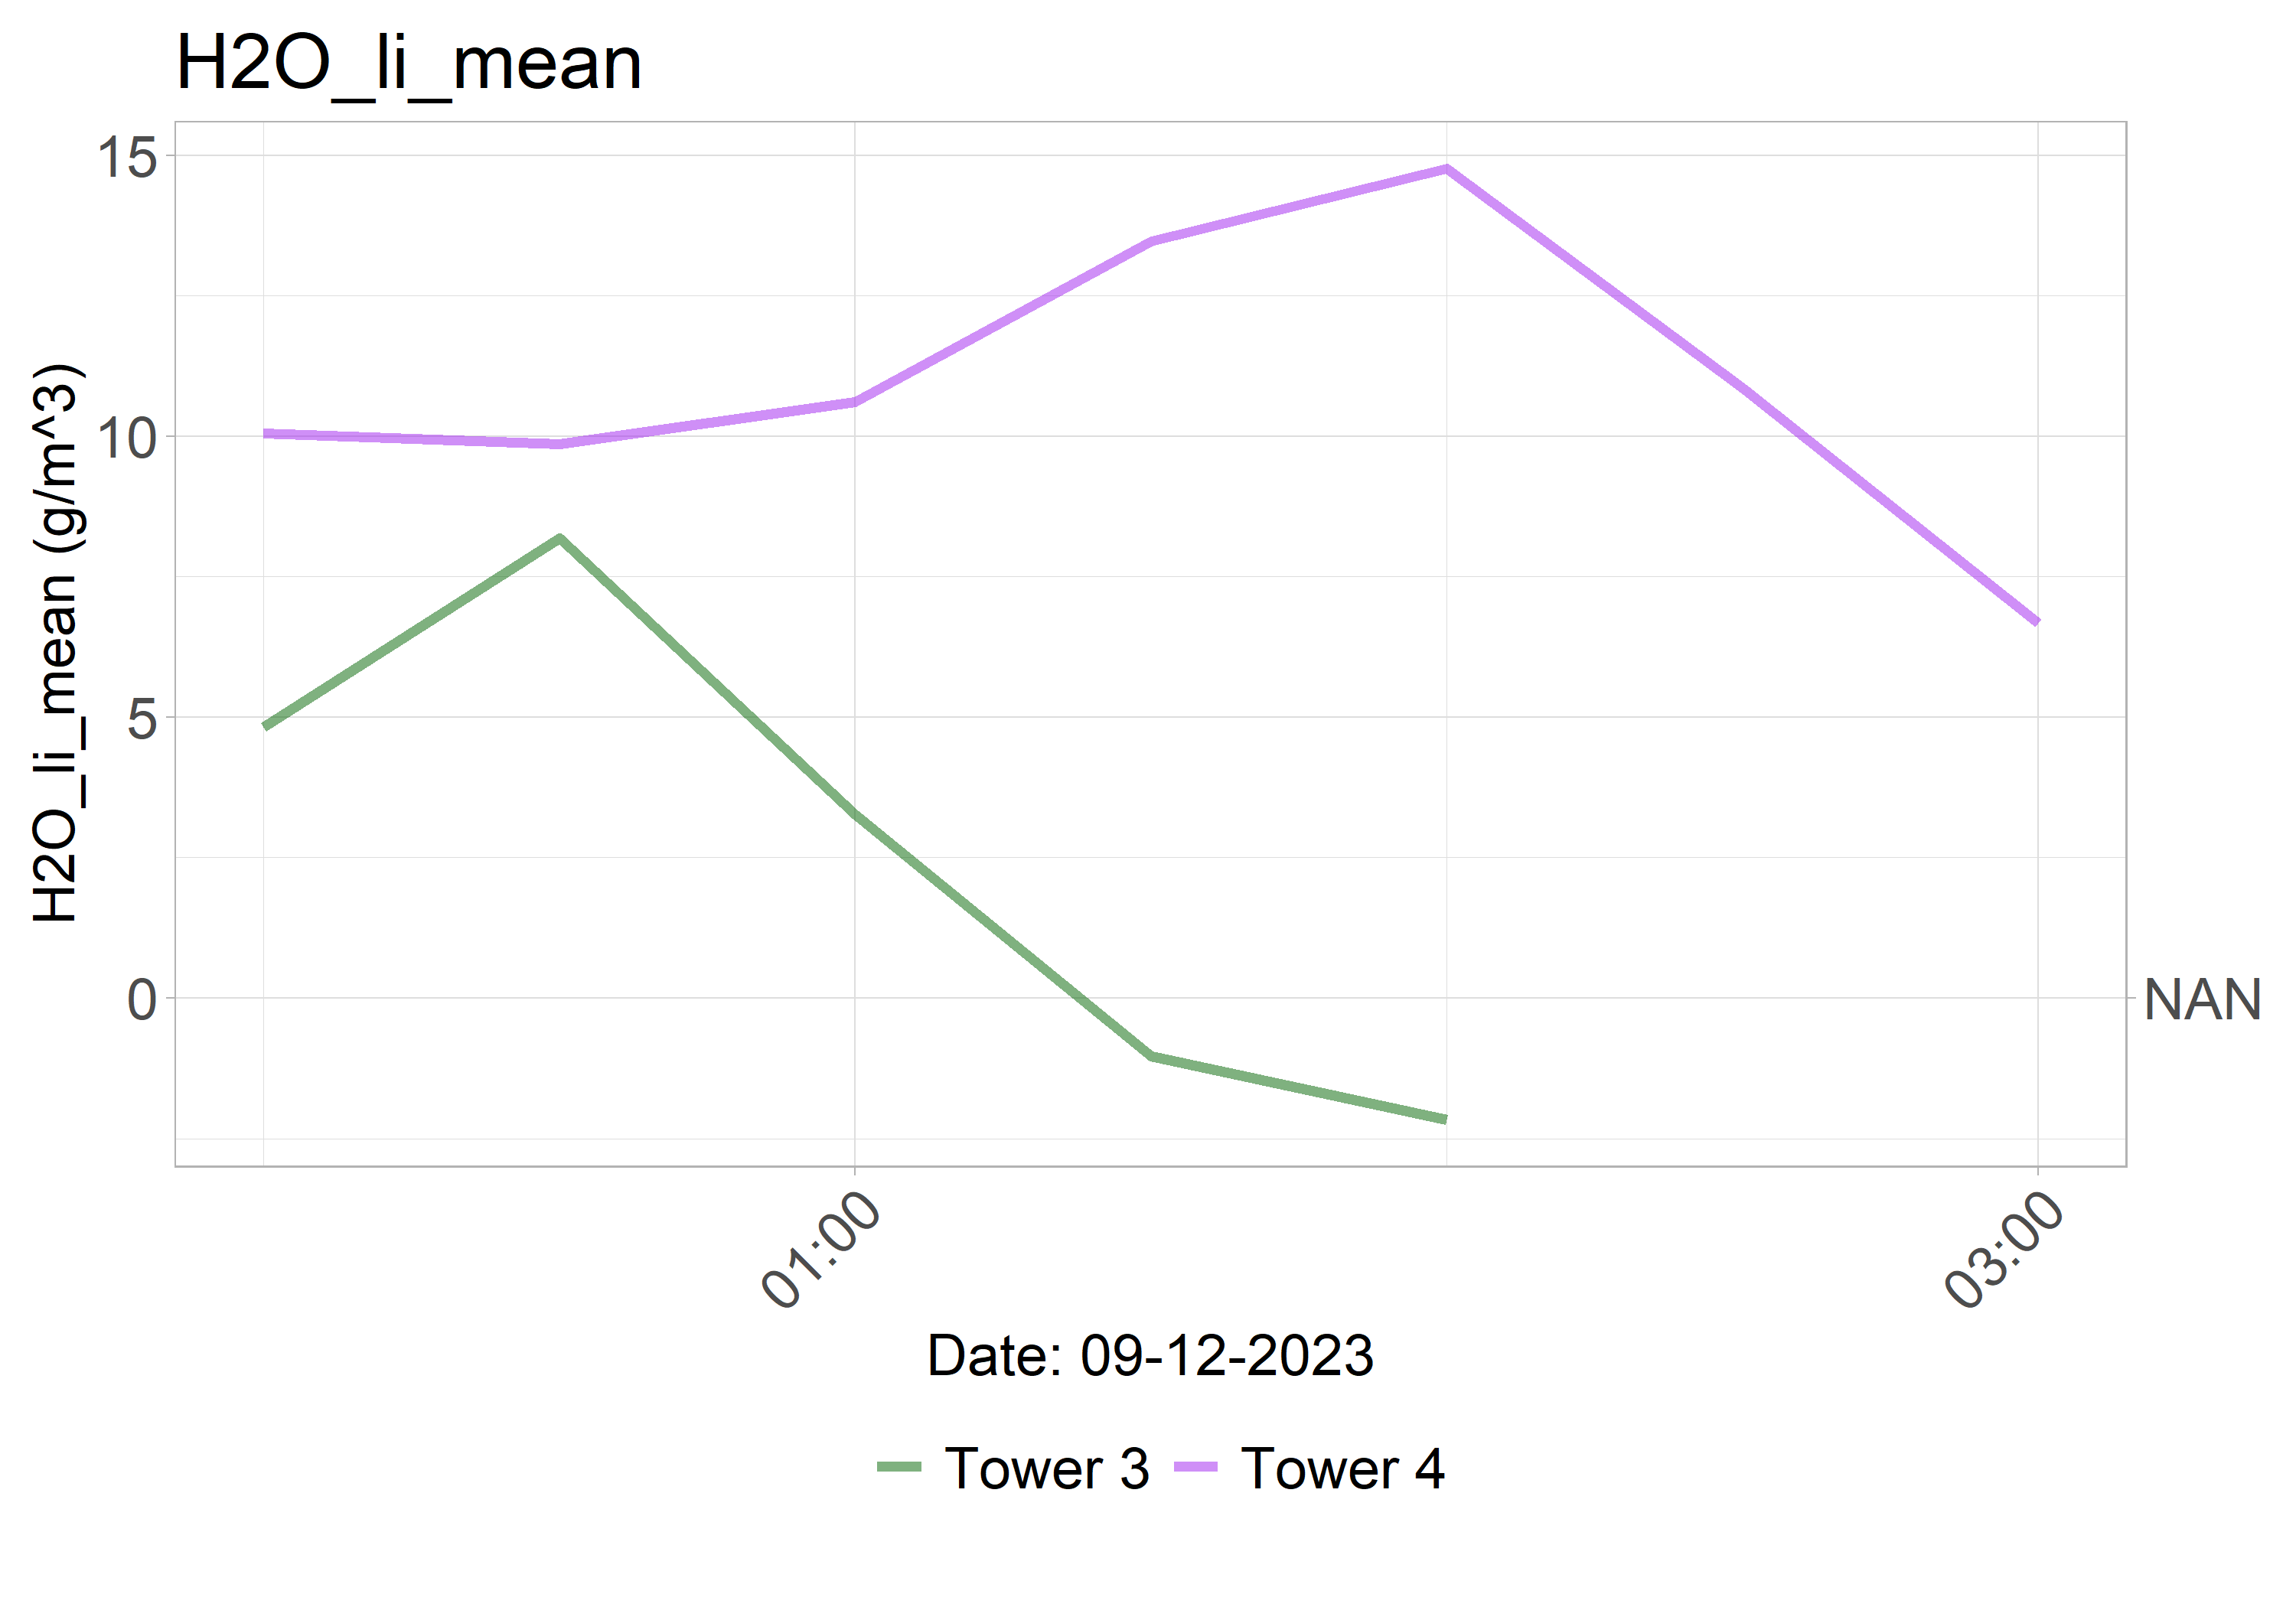 H2O_li_mean
H2O_li_mean (g/m^3)
15
10
5
0
NAN
01:00
03:00
Date: 09-12-2023
Tower 3 Tower 4